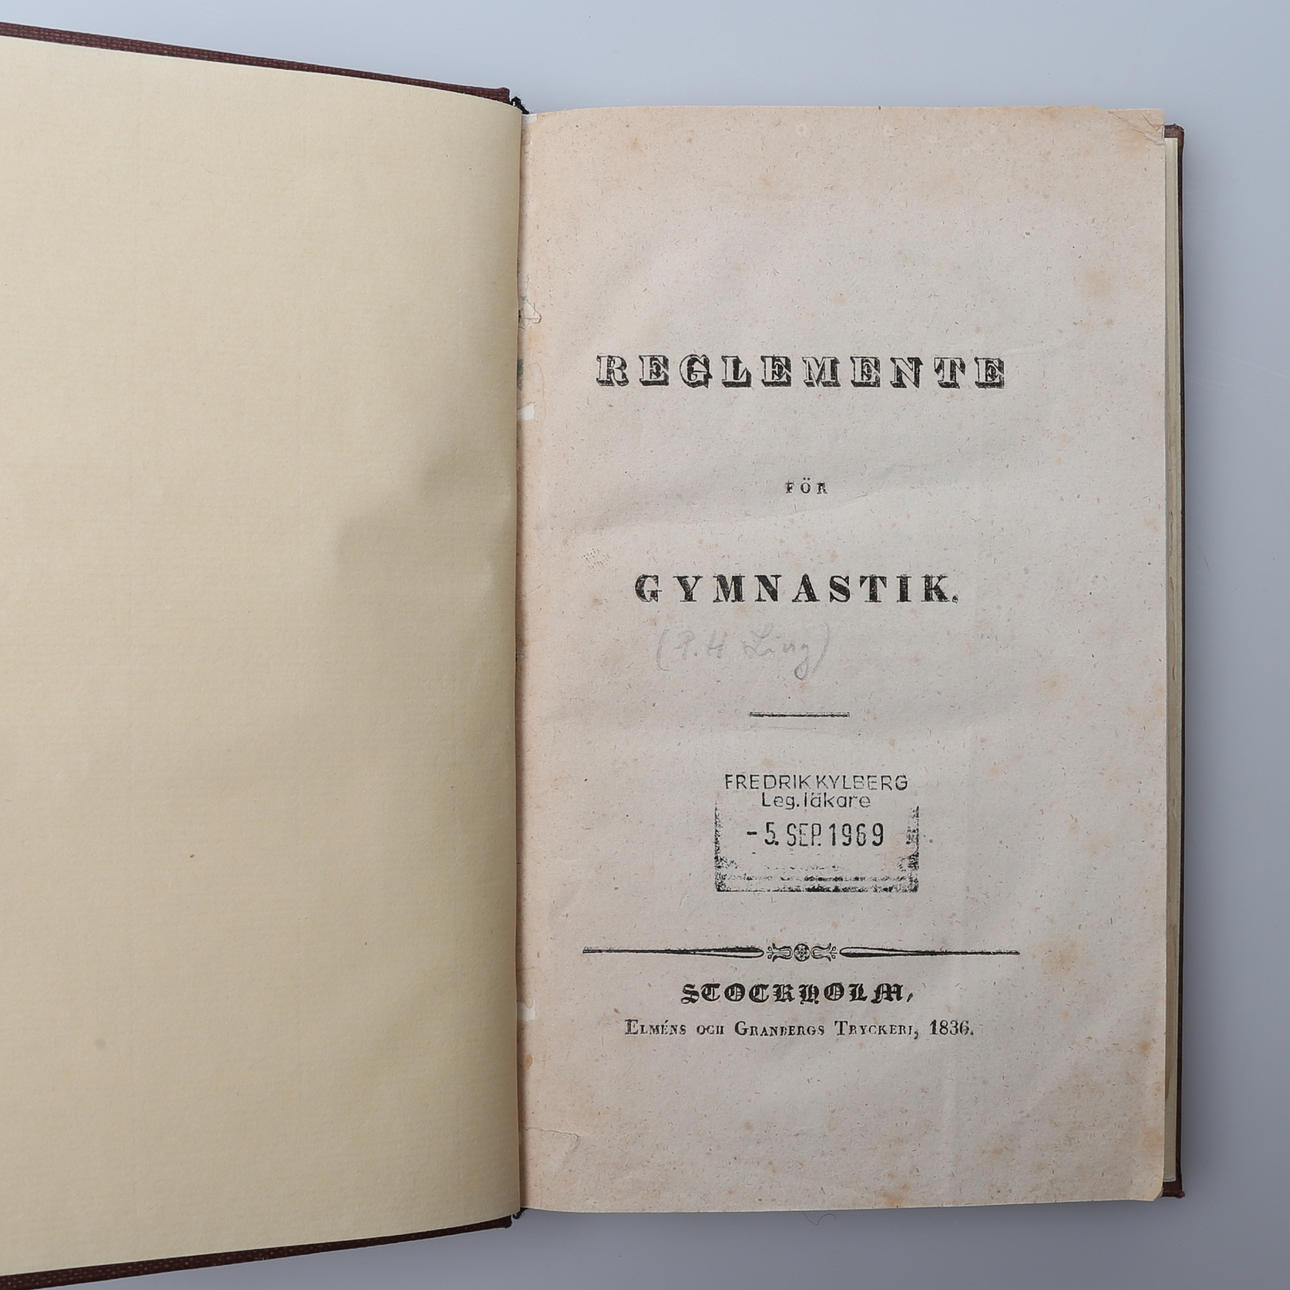 REGLEMENTE
FÖR
GYMNASTIK.
(P. H Ling)
FREDRIK KYLBERG
Leg. läkare
-5. SEP. 1969
STOCKHOLM,
ELMÉNS OCH GRANBERGS TRYCKERI, 1836.